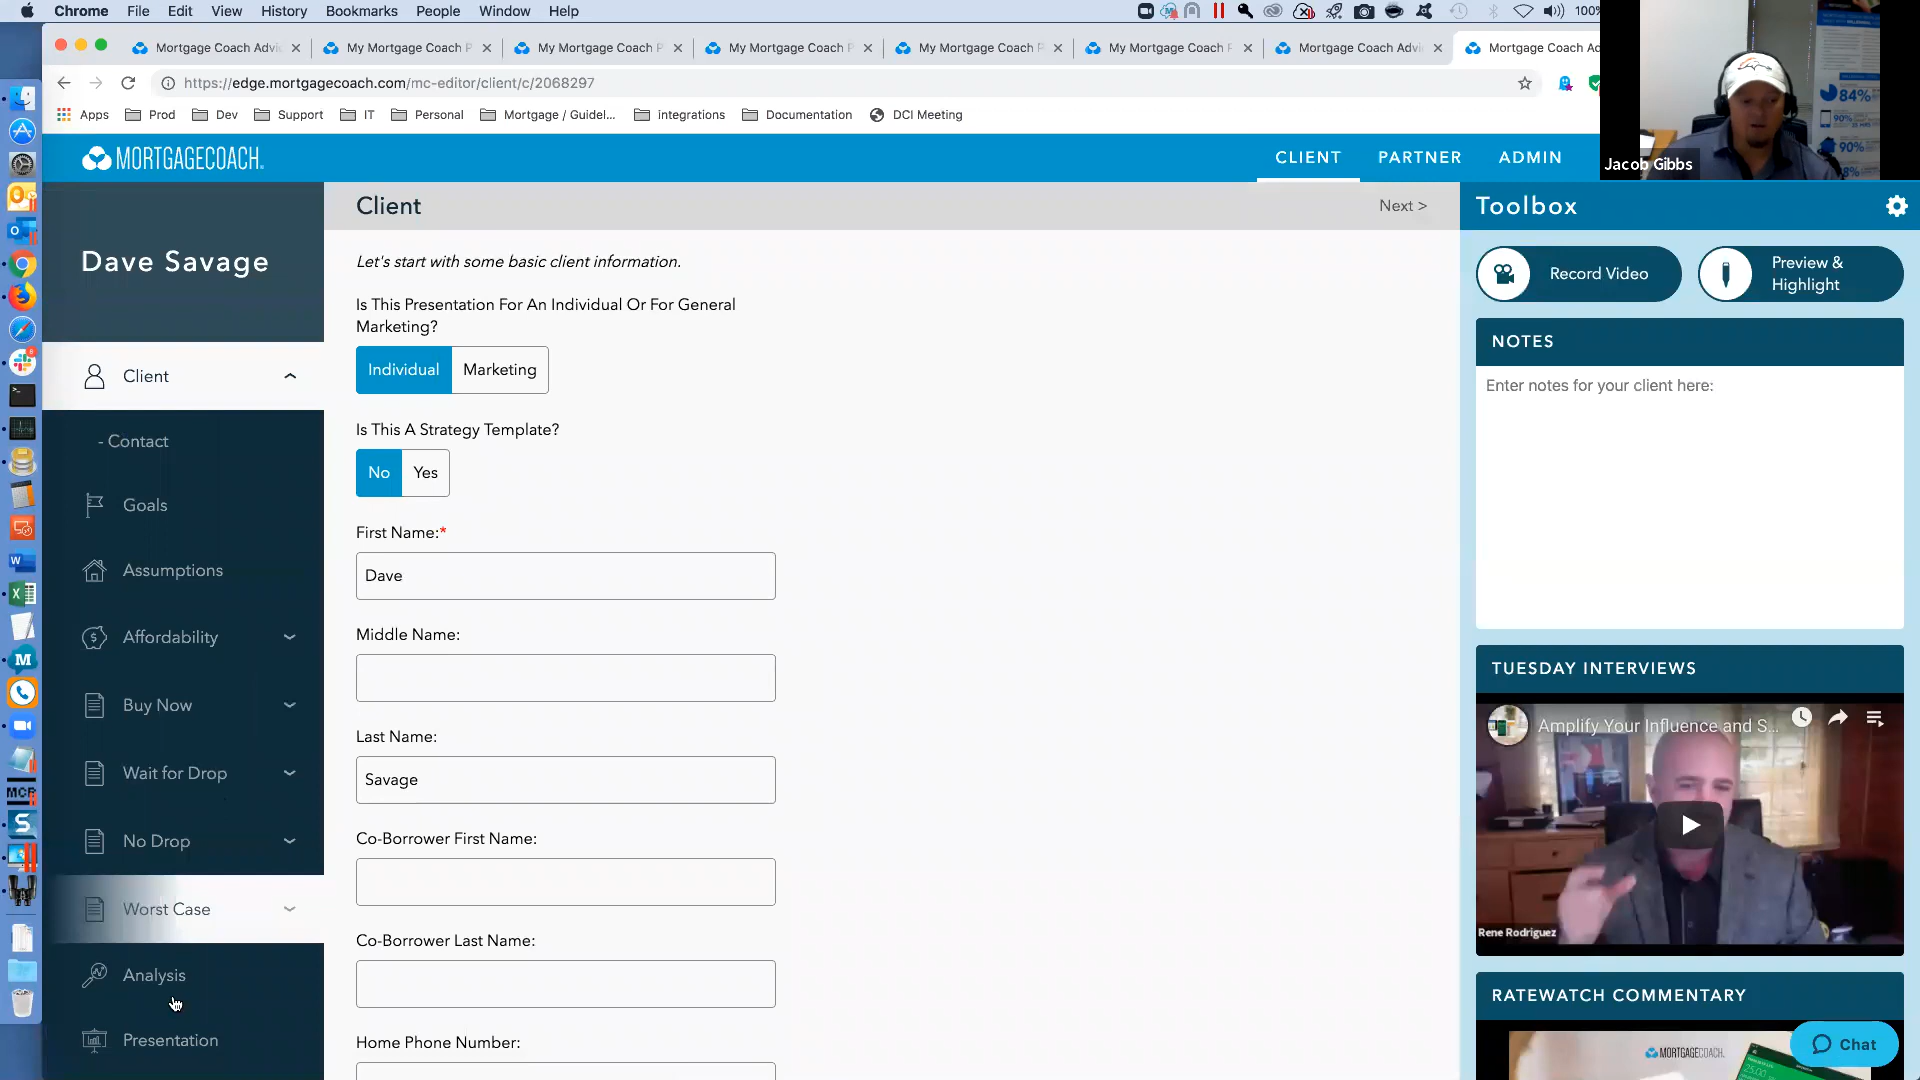 Chrome File Edit View History Bookmarks People Window Help
100%
Mortgage Coach Advi
My Mortgage Coach P
My Mortgage Coach P
My Mortgage Coach P
My Mortgage Coach P
My Mortgage Coach P
Mortgage Coach Advi
Mortgage Coach Ad
https://edge.mortgagecoach.com/mc-editor/client/c/2068297
Apps Prod Dev Support IT Personal Mortgage / Guidel... integrations Documentation DCI Meeting
84%
90%
90%
Jacob Gibbs
MORTGAGECOACH
CLIENT PARTNER ADMIN
Dave Savage
Client
- Contact
Goals
Assumptions
Affordability
Buy Now
Wait for Drop
No Drop
Worst Case
Analysis
Presentation
Client
Next >
Let's start with some basic client information.
Is This Presentation For An Individual Or For General
Marketing?
Individual Marketing
Is This A Strategy Template?
No Yes
First Name:*
Dave
Middle Name:
Last Name:
Savage
Co-Borrower First Name:
Co-Borrower Last Name:
Home Phone Number:
Toolbox
Record Video
Preview &
Highlight
NOTES
Enter notes for your client here:
TUESDAY INTERVIEWS
Amplify Your Influence and S...
Rene Rodriguez
RATEWATCH COMMENTARY
MORTGAGECOACH
Chat